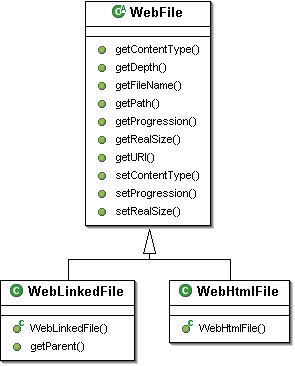 WebFile
getContentType()
getDepth()
getFileName()
getPath()
getProgression()
getRealSize()
getURI()
setContentType()
setProgression()
setRealSize()
WebLinkedFile
WebLinkedFile()
getParent()
WebHtmlFile
WebHtmlFile()